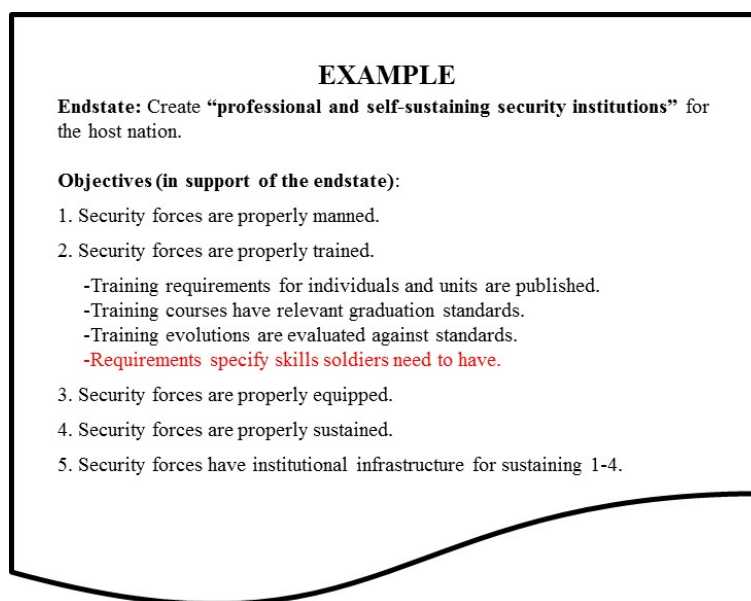 EXAMPLE
Endstate: Create “professional and self-sustaining security institutions” for
the host nation.
Objectives (in support of the endstate):
1. Security forces are properly manned.
2. Security forces are properly trained.
-Training requirements for individuals and units are published.
-Training courses have relevant graduation standards.
-Training evolutions are evaluated against standards.
-Requirements specify skills soldiers need to have.
3. Security forces are properly equipped.
4. Security forces are properly sustained.
5. Security forces have institutional infrastructure for sustaining 1-4.